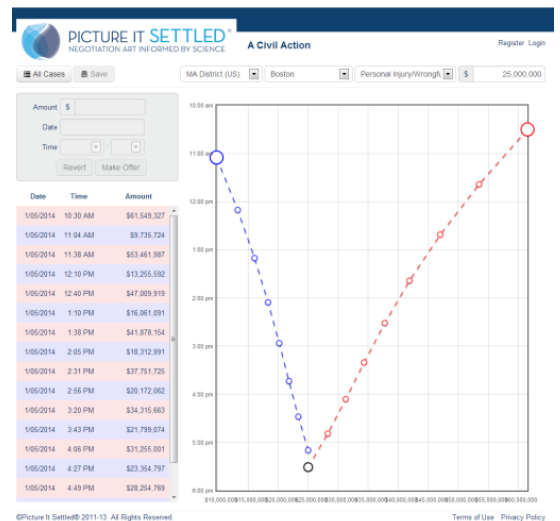 PICTURE IT SETTLED®
NEGOTIATION ART INFORMED BY SCIENCE
A Civil Action
Register Login
All Cases Save
MA District (US) Boston Personal Injury/Wrongfu $ 25,000,000
Amount $
Date
Time :
Revert Make Offer
Date Time Amount
1/05/2014 10:30 AM $61,549,327
1/05/2014 11:04 AM $9,735,724
1/05/2014 11:38 AM $53,461,987
1/05/2014 12:10 PM $13,255,592
1/05/2014 12:40 PM $47,009,919
1/05/2014 1:10 PM $16,061,091
1/05/2014 1:38 PM $41,878,154
1/05/2014 2:05 PM $18,312,991
1/05/2014 2:31 PM $37,751,725
1/05/2014 2:56 PM $20,172,062
1/05/2014 3:20 PM $34,315,663
1/05/2014 3:43 PM $21,799,074
1/05/2014 4:06 PM $31,255,001
1/05/2014 4:27 PM $23,354,797
1/05/2014 4:49 PM $28,254,769
10:00 am
11:00 am
12:00 pm
1:00 pm
2:00 pm
3:00 pm
4:00 pm
5:00 pm
6:00 pm
$10,000,000 $15,000,000 $20,000,000 $25,000,000 $30,000,000 $35,000,000 $40,000,000 $45,000,000 $50,000,000 $55,000,000 $60,000,000
©Picture It Settled® 2011-13. All Rights Reserved.
Terms of Use Privacy Policy